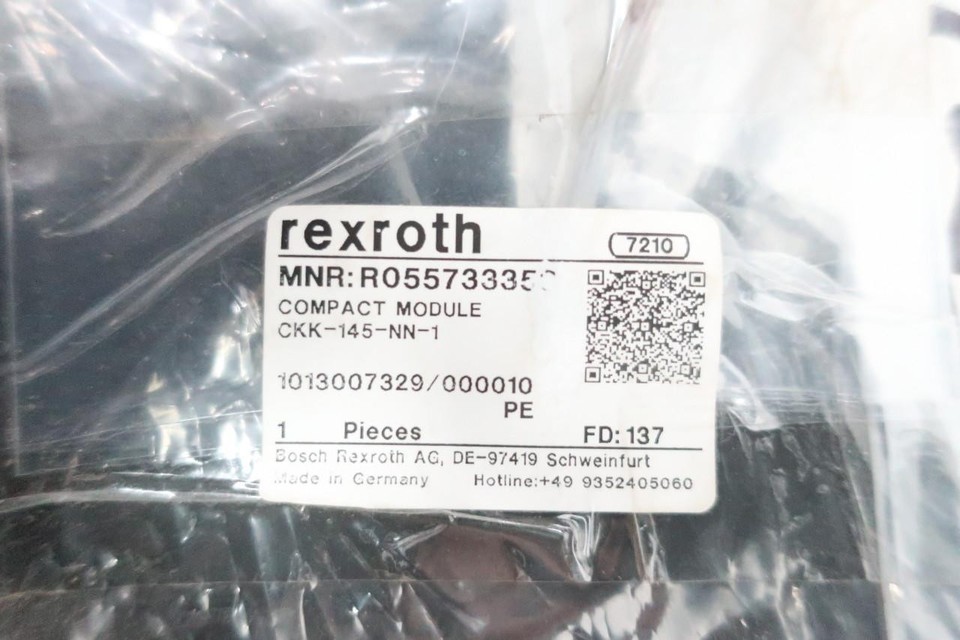 rexroth
7210
MNR:
COMPACT MODULE
CKK-145-NN-1
1013007329/000010
PE
1 Pieces FD: 137
Bosch Rexroth AG, DE-97419 Schweinfurt
Made in Germany Hotline:+49 9352405060